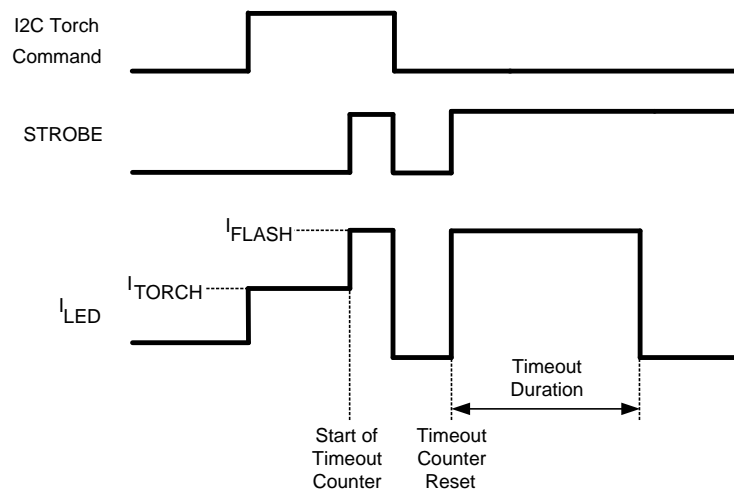 I2C Torch
Command
STROBE
IFLASH
ITORCH
ILED
Timeout
Duration
Start of
Timeout
Counter
Timeout
Counter
Reset